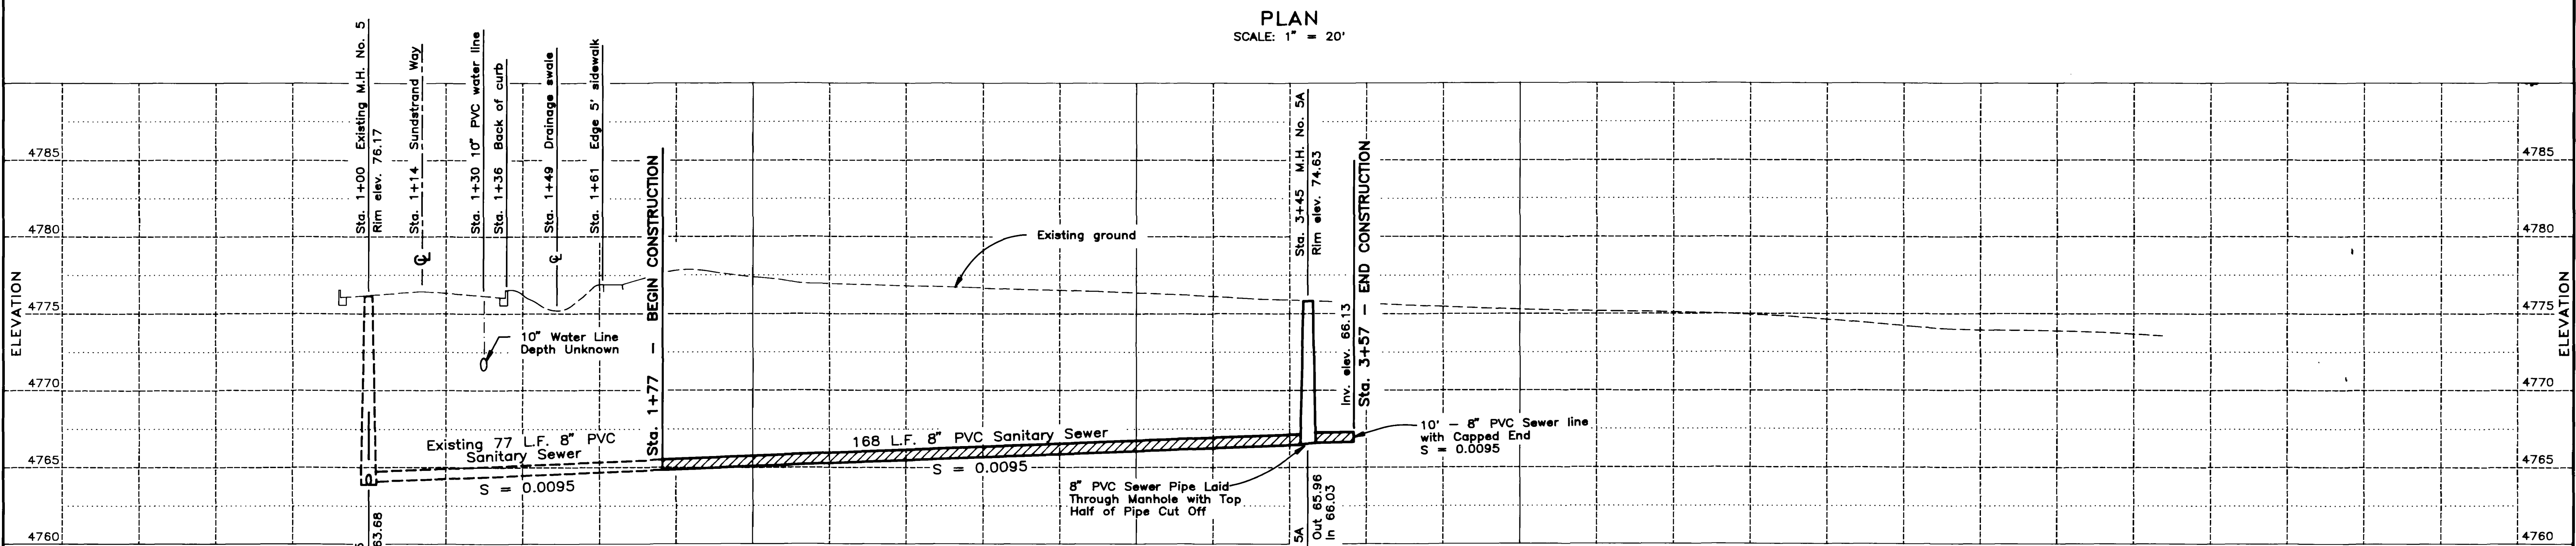 PLAN
SCALE: 1" = 20'
Sta. 1+00 Existing M.H. No. 5
Rim elev. 76.17
Sta. 1+14 Sundstrand Way
Sta. 1+30 10" PVC water line
Sta. 1+36 Back of curb
Sta. 1+49 Drainage swale
Sta. 1+61 Edge 5' sidewalk
Sta. 1+77 - BEGIN CONSTRUCTION
Sta. 3+45 M.H. No. 5A
Rim elev. 74.63
Inv. elev. 66.13
Sta. 3+57 - END CONSTRUCTION
ELEVATION
4785
4780
4775
4770
4765
4760
℄
℄
Existing ground
10" Water Line
Depth Unknown
Existing 77 L.F. 8" PVC
Sanitary Sewer
S = 0.0095
168 L.F. 8" PVC Sanitary Sewer
S = 0.0095
8" PVC Sewer Pipe Laid
Through Manhole with Top
Half of Pipe Cut Off
10' - 8" PVC Sewer line
with Capped End
S = 0.0095
63.68
5A
Out 65.96
In 66.03
4785
4780
4775
4770
4765
4760
ELEVATION